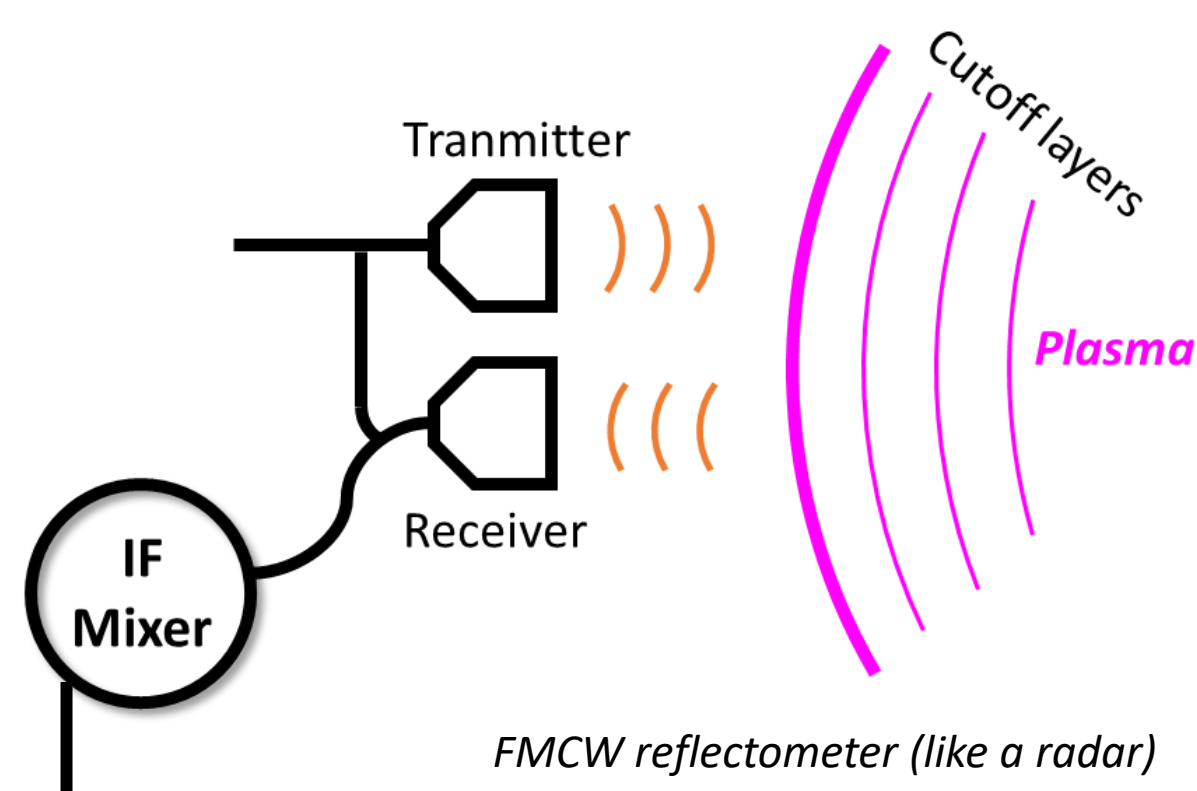 Tranmitter
Cutoff layers
Plasma
Receiver
IF
Mixer
FMCW reflectometer (like a radar)